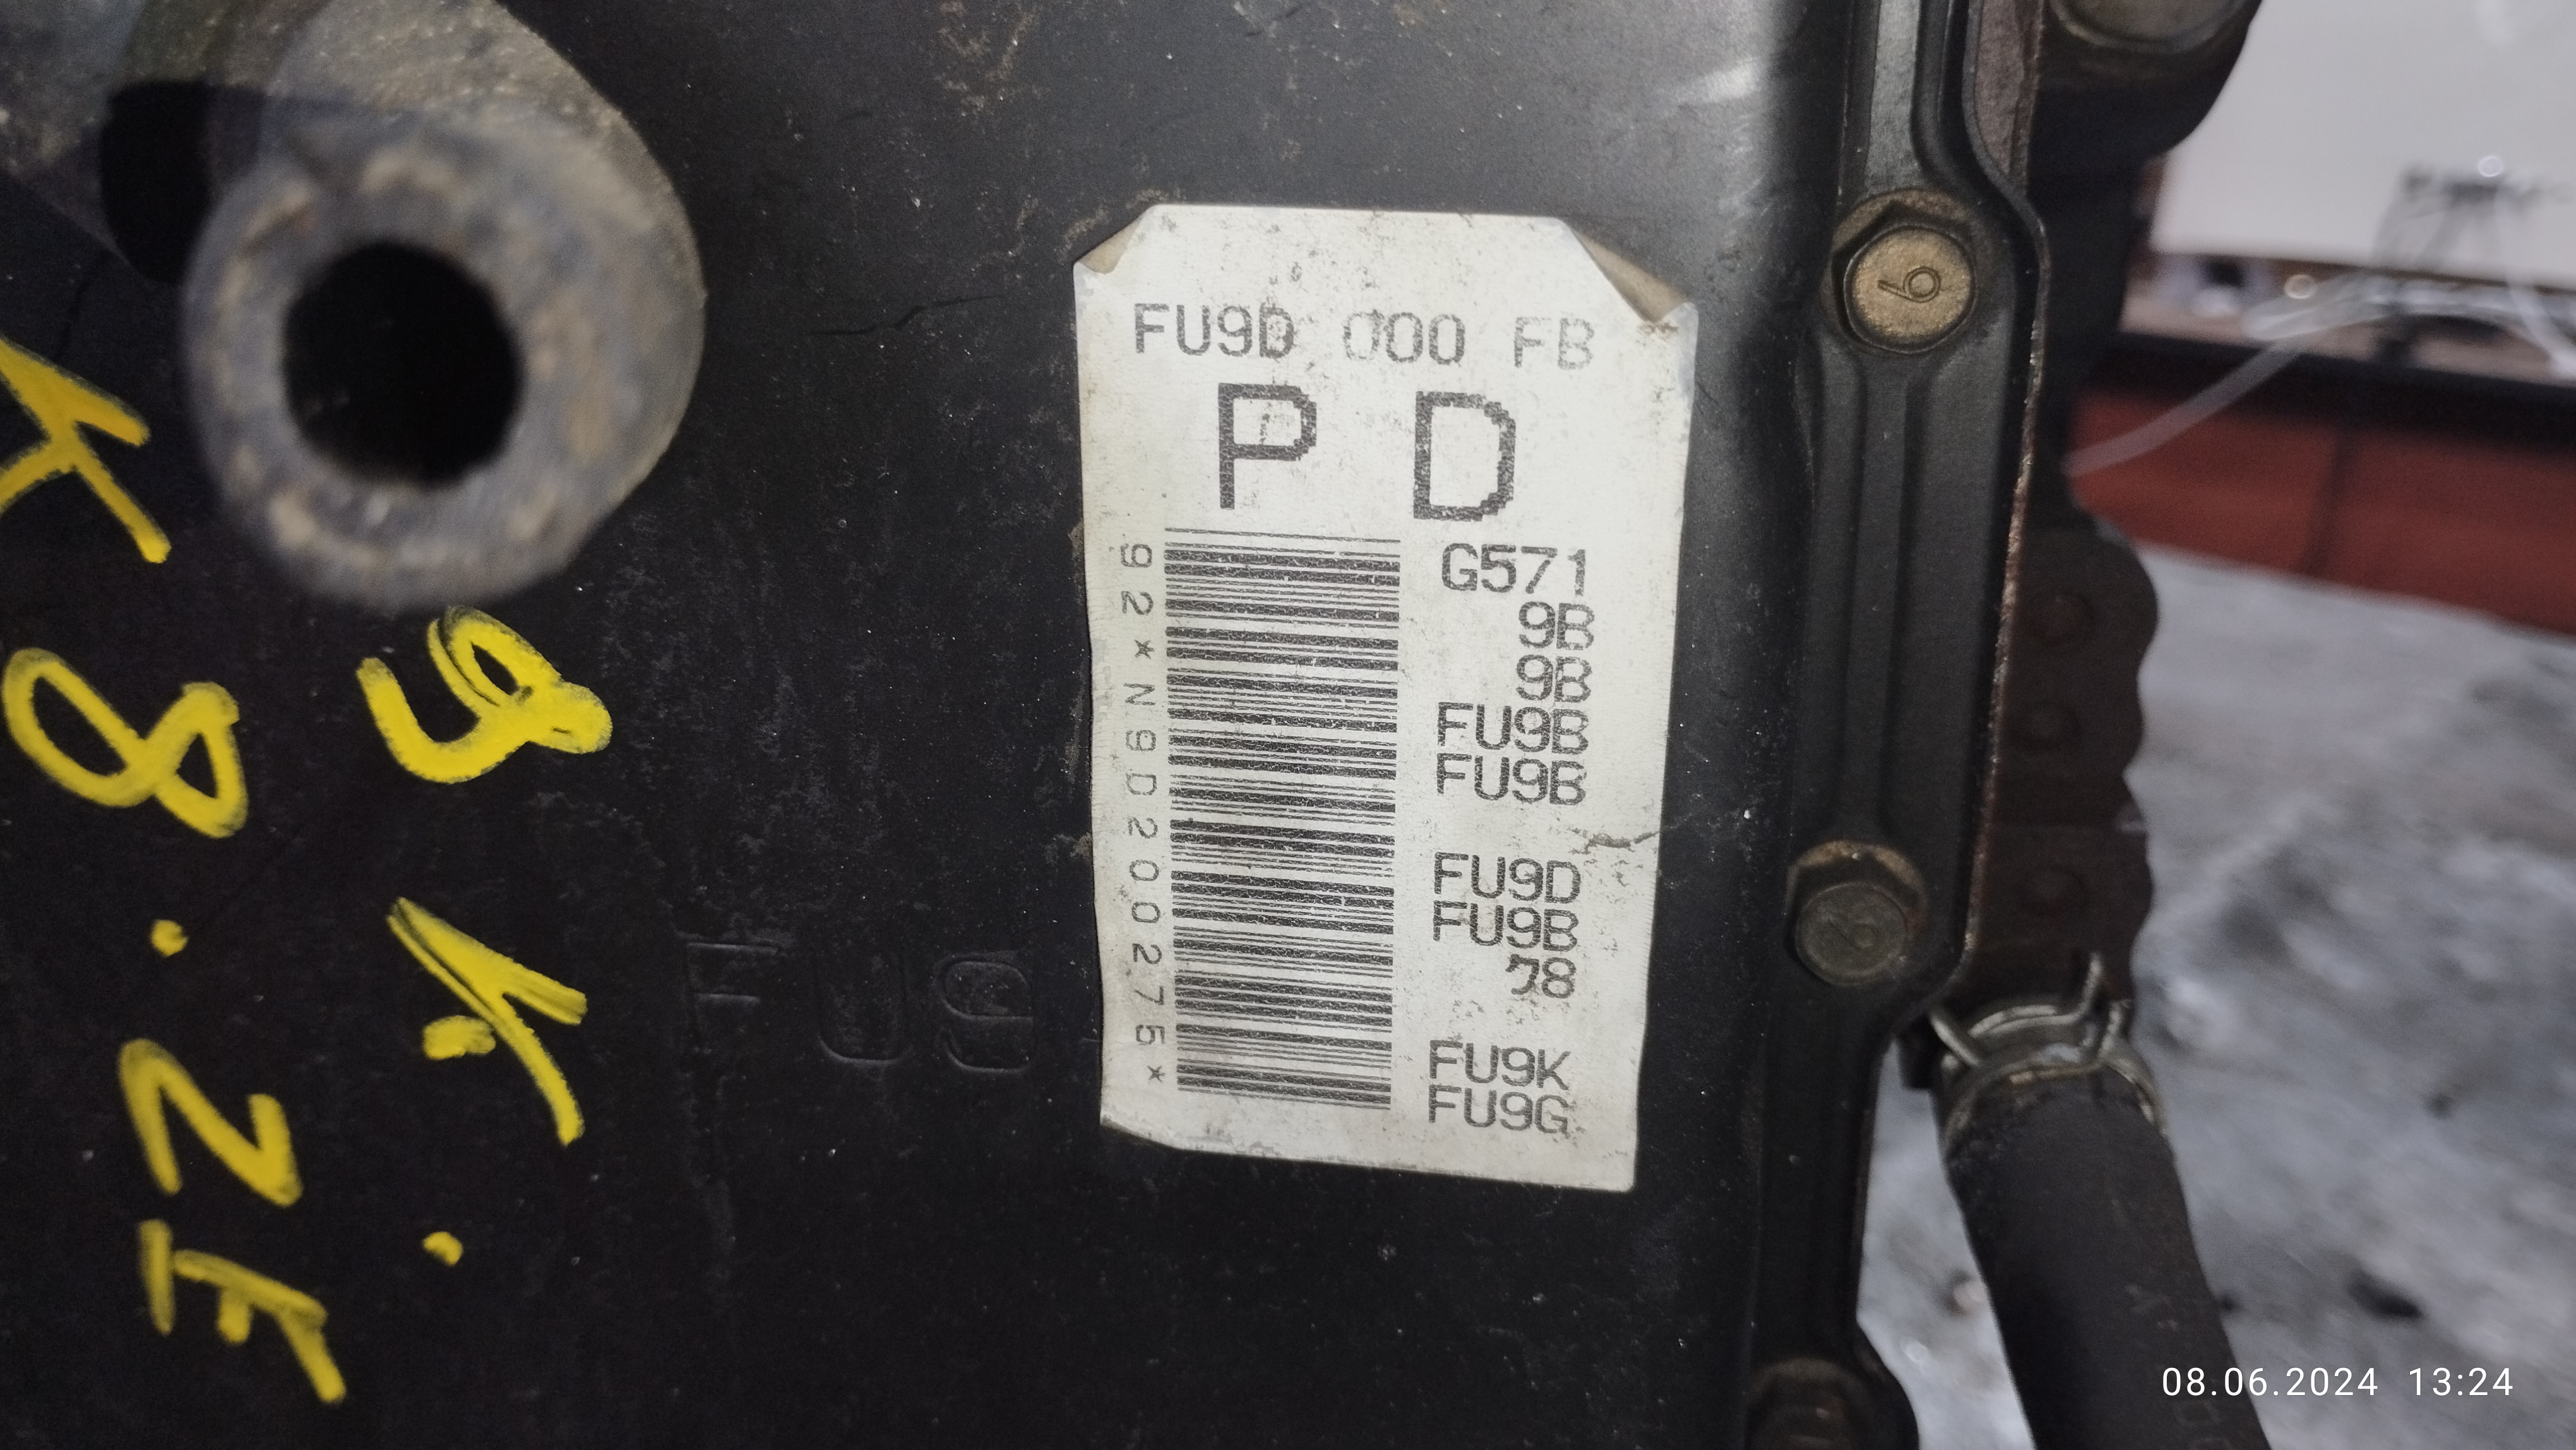 FU9D 000 FB
P D
G571
9B
9B
FU9B
FU9B
FU9D
FU9B
78
FU9K
FU9G
92*N9D200275*
FU9
6
08.06.2024 13:24